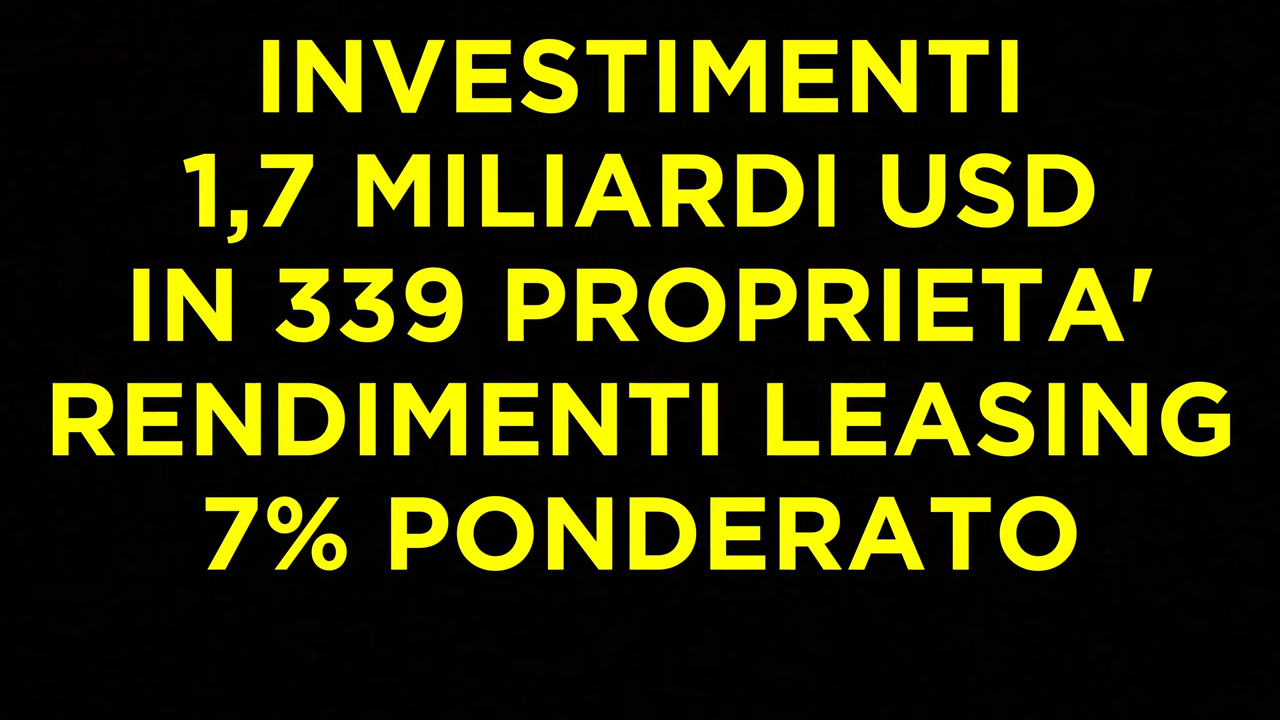 INVESTIMENTI
1,7 MILIARDI USD
IN 339 PROPRIETA'
RENDIMENTI LEASING
7% PONDERATO